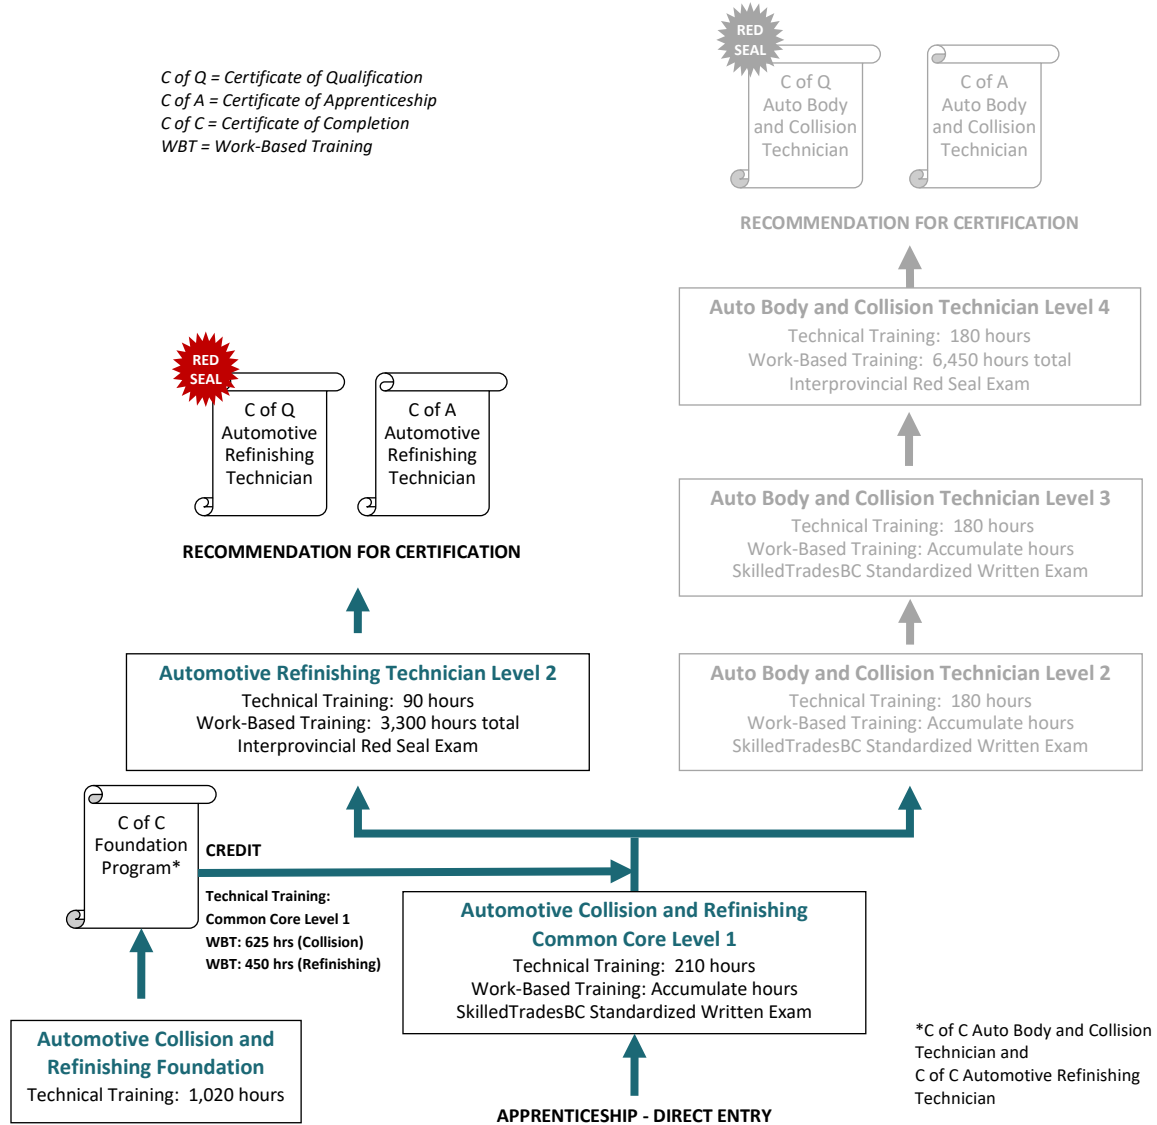 C of Q = Certificate of Qualification
C of A = Certificate of Apprenticeship
C of C = Certificate of Completion
WBT = Work-Based Training
RED
SEAL
C of Q
Auto Body
and Collision
Technician
C of A
Auto Body
and Collision
Technician
RECOMMENDATION FOR CERTIFICATION
Auto Body and Collision Technician Level 4
Technical Training:  180 hours
Work-Based Training:  6,450 hours total
Interprovincial Red Seal Exam
RED
SEAL
C of Q
Automotive
Refinishing
Technician
C of A
Automotive
Refinishing
Technician
RECOMMENDATION FOR CERTIFICATION
Auto Body and Collision Technician Level 3
Technical Training:  180 hours
Work-Based Training: Accumulate hours
SkilledTradesBC Standardized Written Exam
Automotive Refinishing Technician Level 2
Technical Training:  90 hours
Work-Based Training:  3,300 hours total
Interprovincial Red Seal Exam
Auto Body and Collision Technician Level 2
Technical Training:  180 hours
Work-Based Training: Accumulate hours
SkilledTradesBC Standardized Written Exam
C of C
Foundation
Program*
CREDIT
Technical Training:
Common Core Level 1
WBT: 625 hrs (Collision)
WBT: 450 hrs (Refinishing)
Automotive Collision and Refinishing
Common Core Level 1
Technical Training:  210 hours
Work-Based Training: Accumulate hours
SkilledTradesBC Standardized Written Exam
Automotive Collision and
Refinishing Foundation
Technical Training:  1,020 hours
APPRENTICESHIP - DIRECT ENTRY
*C of C Auto Body and Collision
Technician and
C of C Automotive Refinishing
Technician